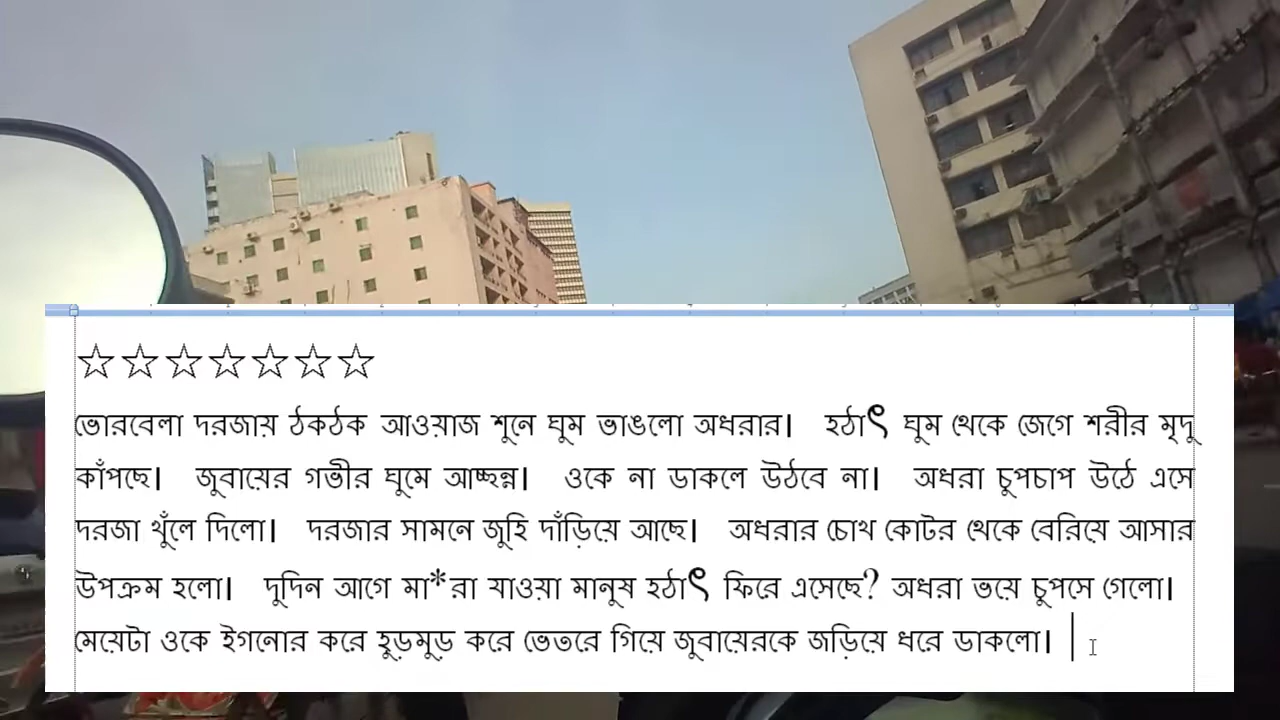 ☆☆☆☆☆☆☆
ভোরবেলা দরজায় ঠকঠক আওয়াজ শুনে ঘুম ভাঙলো অধরার। হঠাৎ ঘুম থেকে জেগে শরীর মৃদু
কাঁপছে। জুবায়ের গভীর ঘুমে আচ্ছন্ন। ওকে না ডাকলে উঠবে না। অধরা চুপচাপ উঠে এসে
দরজা খুঁলে দিলো। দরজার সামনে জুহি দাঁড়িয়ে আছে। অধরার চোখ কোটর থেকে বেরিয়ে আসার
উপক্রম হলো। দুদিন আগে মা*রা যাওয়া মানুষ হঠাৎ ফিরে এসেছে? অধরা ভয়ে চুপসে গেলো।
মেয়েটা ওকে ইগনোর করে হুড়মুড় করে ভেতরে গিয়ে জুবায়েরকে জড়িয়ে ধরে ডাকলো।